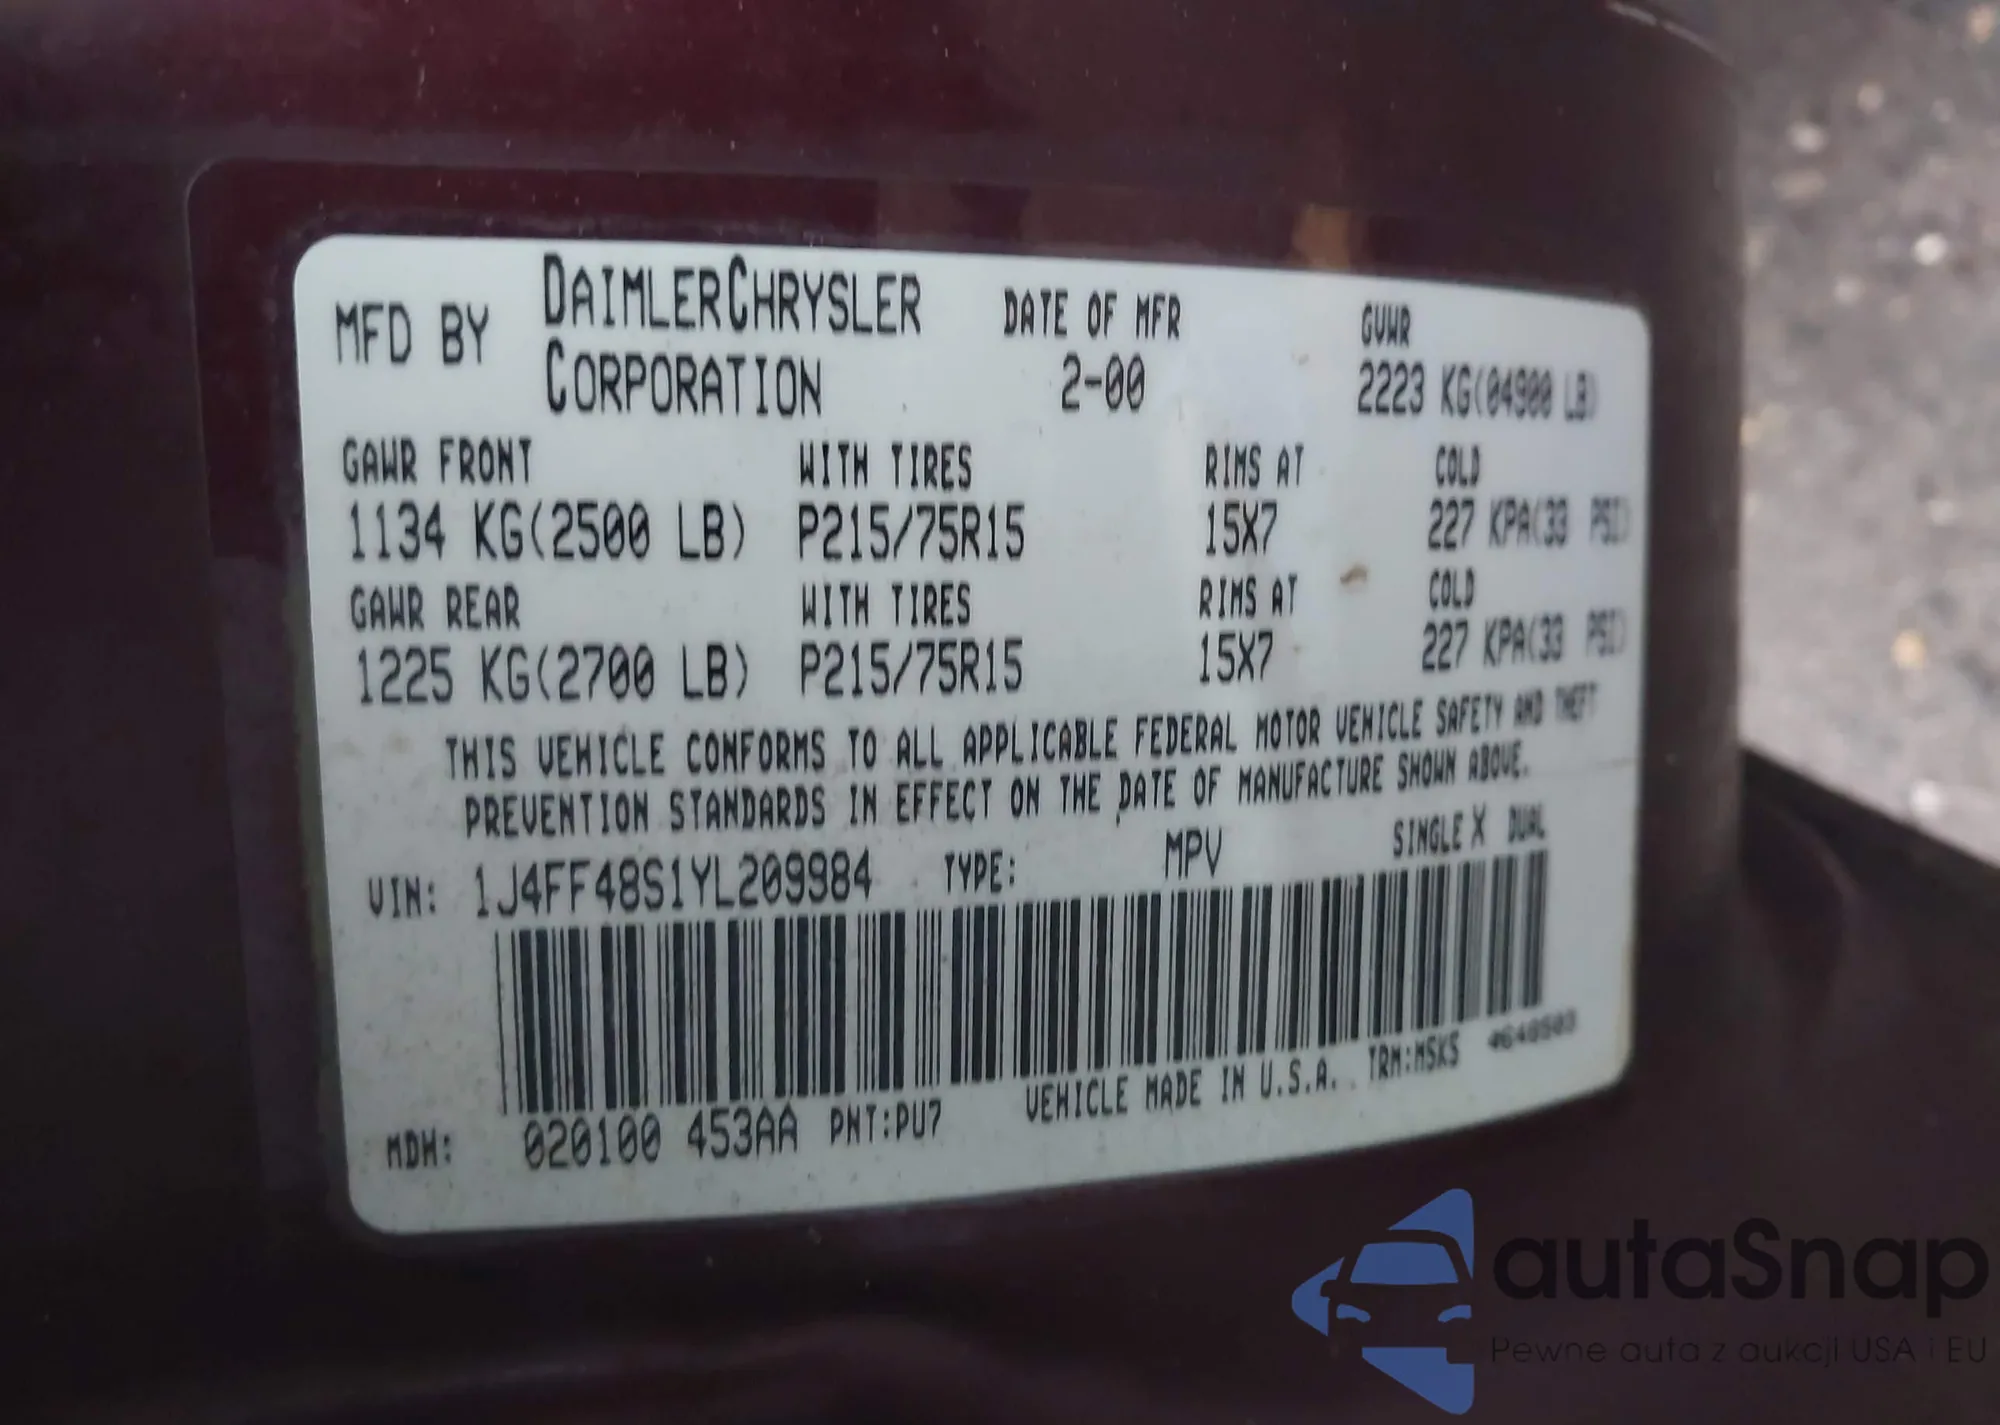 MFD BY DAIMLERCHRYSLER CORPORATION DATE OF MFR 2-00 GVWR 2223 KG(04900 LB)
GAWR FRONT WITH TIRES RIMS AT COLD
1134 KG(2500 LB) P215/75R15 15X7 227 KPA(33 PSI)
GAWR REAR WITH TIRES RIMS AT COLD
1225 KG(2700 LB) P215/75R15 15X7 227 KPA(33 PSI)
THIS VEHICLE CONFORMS TO ALL APPLICABLE FEDERAL MOTOR VEHICLE SAFETY AND THEFT
PREVENTION STANDARDS IN EFFECT ON THE DATE OF MANUFACTURE SHOWN ABOVE.
VIN: 1J4FF48S1YL209984 TYPE: MPV SINGLE X DUAL
MDH: 020100 453AA PNT:PU7 VEHICLE MADE IN U.S.A. TRM:MSK5 4648503
autaSnap
Pewne auta z aukcji USA i EU